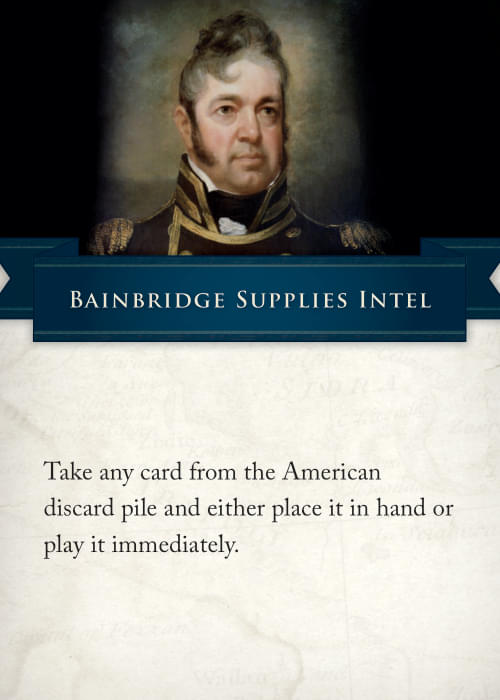 Bainbridge Supplies Intel
SIDRA
Take any card from the American
discard pile and either place it in hand or
play it immediately.